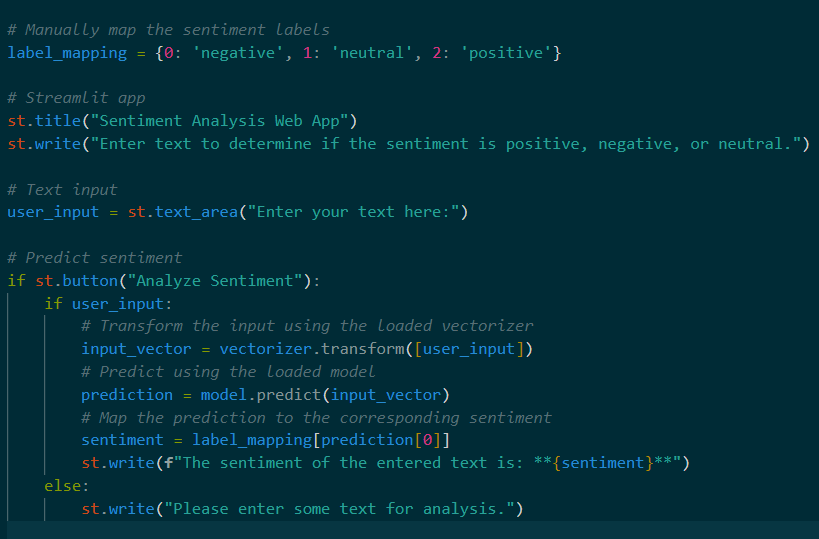 # Manually map the sentiment labels
label_mapping = {0: 'negative', 1: 'neutral', 2: 'positive'}
# Streamlit app
st.title("Sentiment Analysis Web App")
st.write("Enter text to determine if the sentiment is positive, negative, or neutral.")
# Text input
user_input = st.text_area("Enter your text here:")
# Predict sentiment
if st.button("Analyze Sentiment"):
    if user_input:
        # Transform the input using the loaded vectorizer
        input_vector = vectorizer.transform([user_input])
        # Predict using the loaded model
        prediction = model.predict(input_vector)
        # Map the prediction to the corresponding sentiment
        sentiment = label_mapping[prediction[0]]
        st.write(f"The sentiment of the entered text is: **{sentiment}**")
    else:
        st.write("Please enter some text for analysis.")